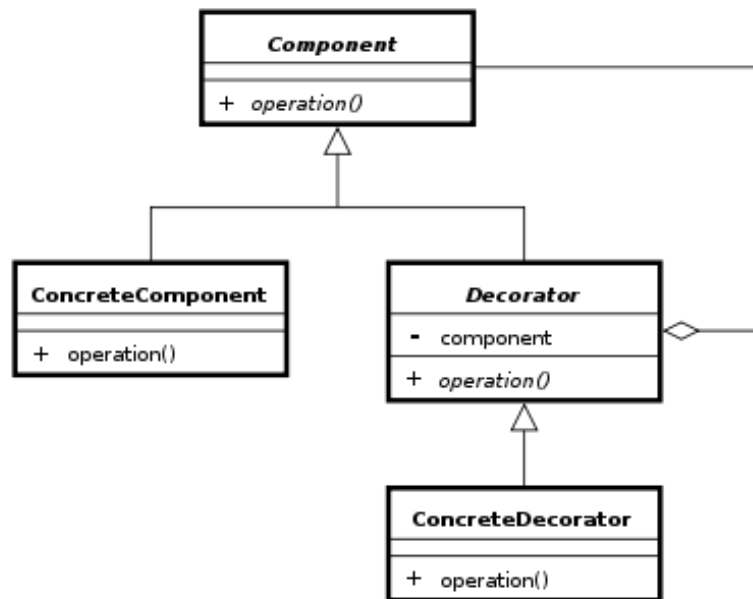 Component
+ operation()
ConcreteComponent
+ operation()
Decorator
- component
+ operation()
ConcreteDecorator
+ operation()